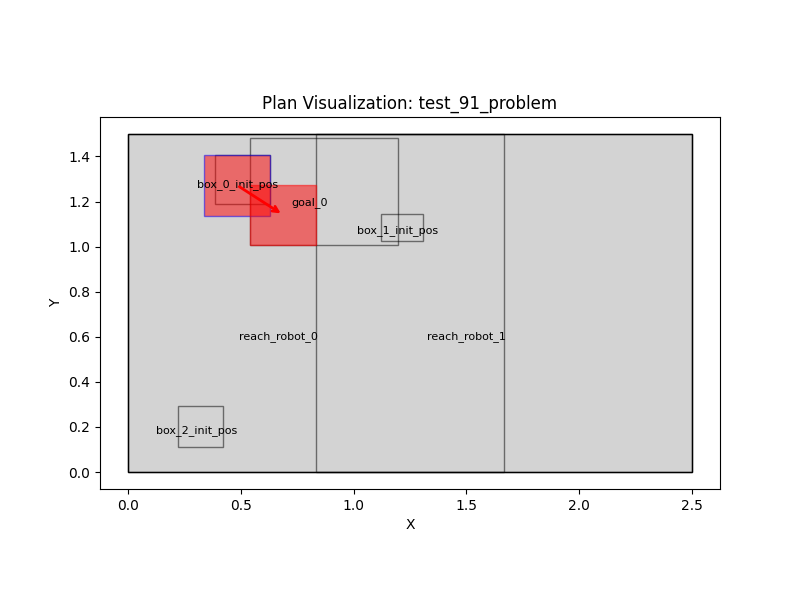 Plan Visualization: test_91_problem
1.4
1.2
1.0
0.8
0.6
0.4
0.2
0.0
Y
box_0_init_pos
goal_0
box_1_init_pos
reach_robot_0
reach_robot_1
box_2_init_pos
0.0 0.5 1.0 1.5 2.0 2.5
X